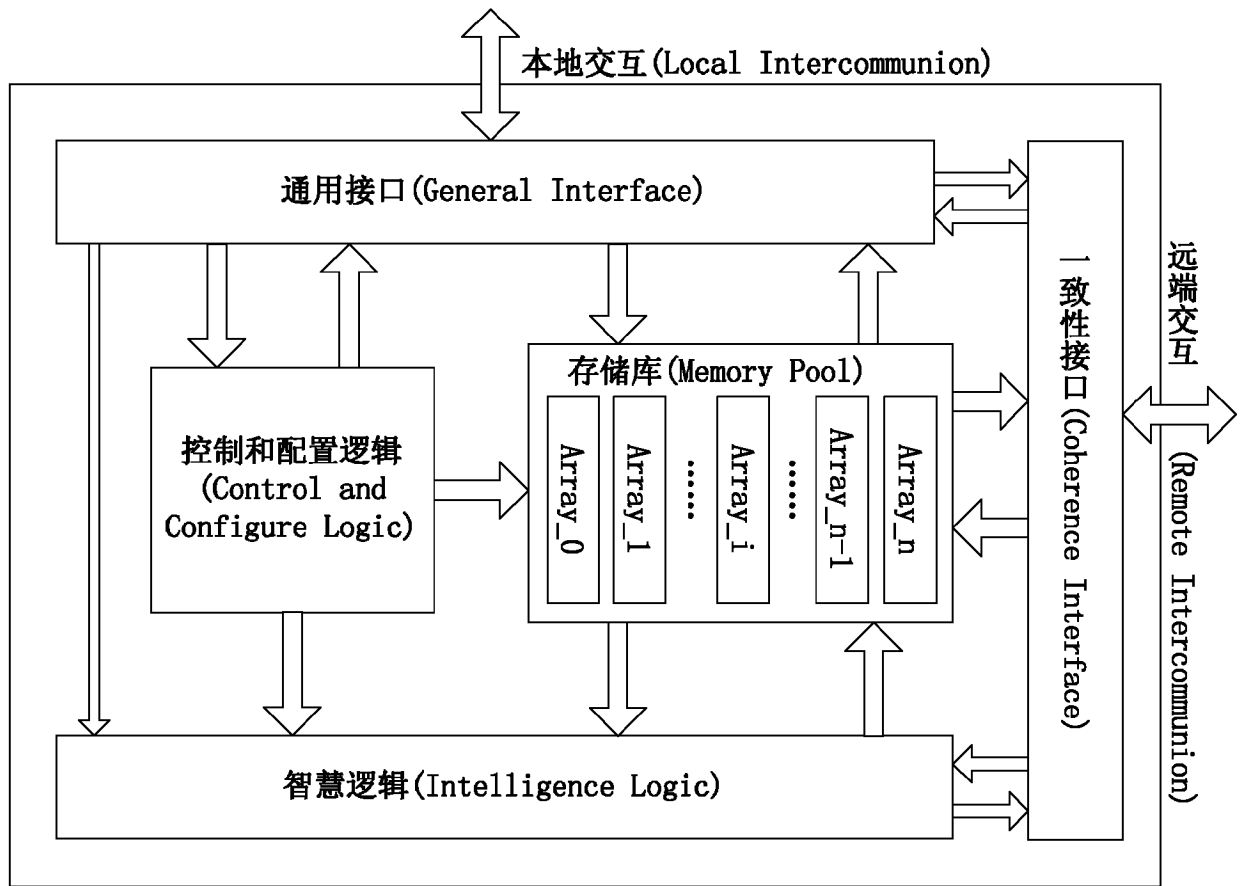 本地交互(Local Intercommunion)
通用接口(General Interface)
存储库(Memory Pool)
控制和配置逻辑
(Control and
Configure Logic)
Array_0
Array_1
......
Array_i
......
Array_n-1
Array_n
一致性接口(Coherence Interface)
远端交互 (Remote Intercommunion)
智慧逻辑(Intelligence Logic)